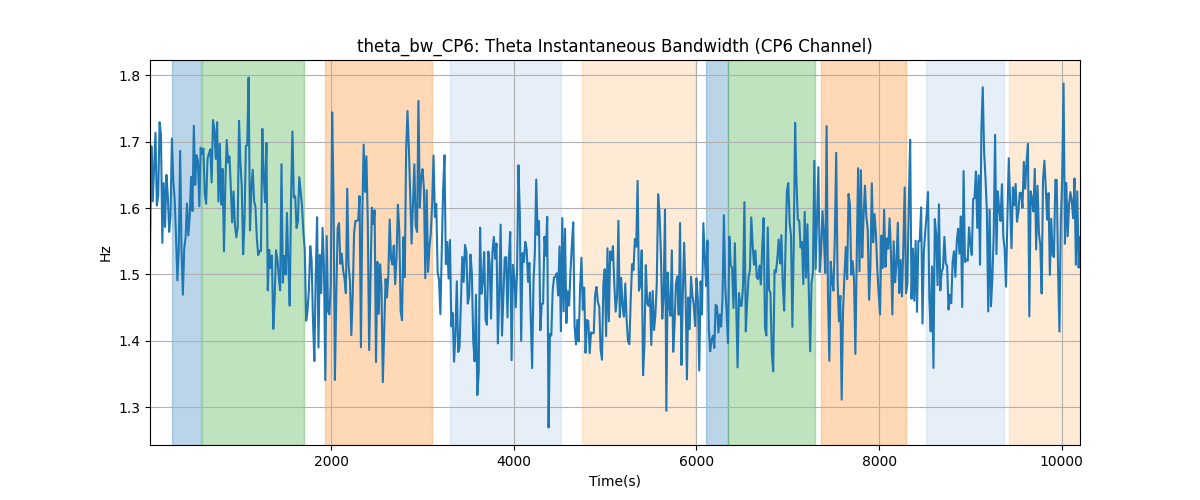 theta_bw_CP6: Theta Instantaneous Bandwidth (CP6 Channel)
1.8
1.7
1.6
1.5
1.4
1.3
Hz
2000 4000 6000 8000 10000
Time(s)